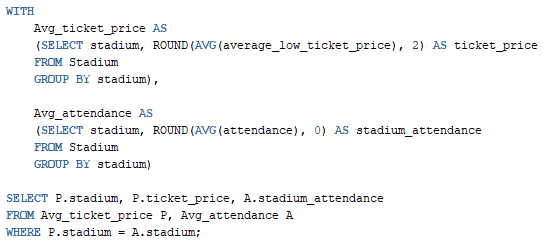 WITH
Avg_ticket_price AS
(SELECT stadium, ROUND(AVG(average_low_ticket_price), 2) AS ticket_price
FROM Stadium
GROUP BY stadium),
Avg_attendance AS
(SELECT stadium, ROUND(AVG(attendance), 0) AS stadium_attendance
FROM Stadium
GROUP BY stadium)
SELECT P.stadium, P.ticket_price, A.stadium_attendance
FROM Avg_ticket_price P, Avg_attendance A
WHERE P.stadium = A.stadium;